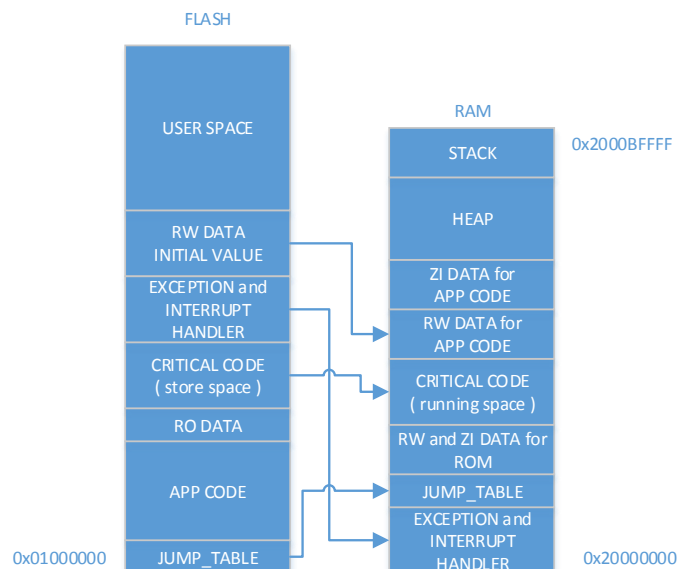 FLASH
USER SPACE
RW DATA
INITIAL VALUE
EXCEPTION and
INTERRUPT
HANDLER
CRITICAL CODE
( store space )
RO DATA
APP CODE
JUMP_TABLE
0x01000000
RAM
STACK
0x2000BFFFF
HEAP
ZI DATA for
APP CODE
RW DATA for
APP CODE
CRITICAL CODE
( running space )
RW and ZI DATA for
ROM
JUMP_TABLE
EXCEPTION and
INTERRUPT
HANDLER
0x20000000